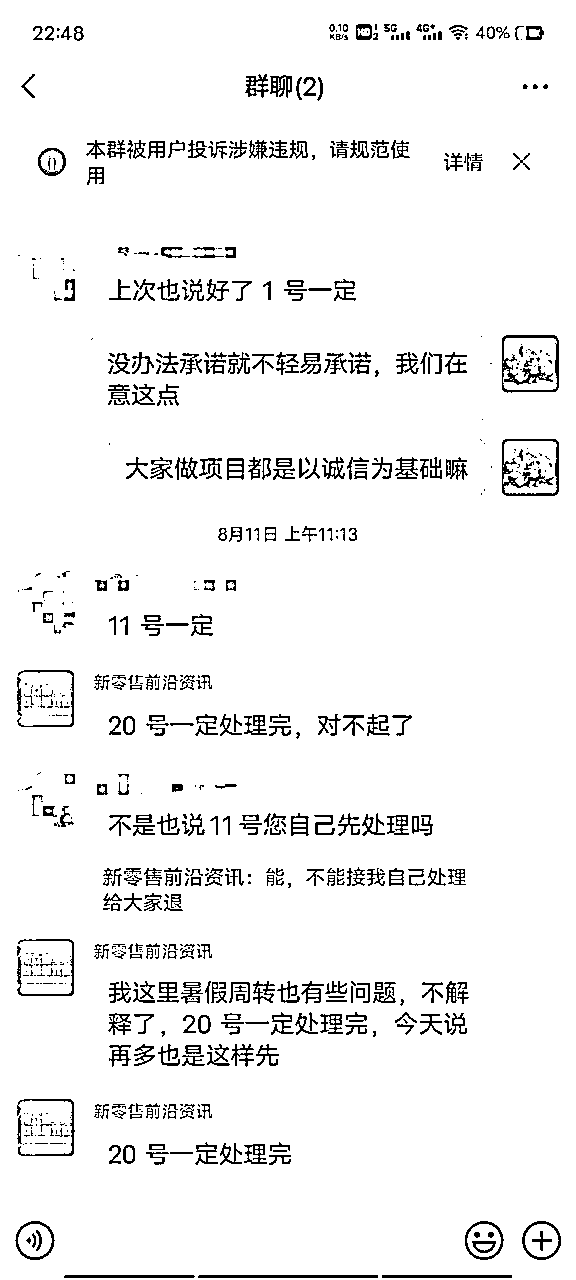 22:48
0.10 KB/s HD 1 2 5G 4G+ 40%
群聊(2)
本群被用户投诉涉嫌违规，请规范使
用
详情
上次也说好了 1 号一定
没办法承诺就不轻易承诺，我们在
意这点
大家做项目都是以诚信为基础嘛
8月11日 上午11:13
11 号一定
新零售前沿资讯
20 号一定处理完，对不起了
不是也说 11 号您自己先处理吗
新零售前沿资讯：能，不能接我自己处理
给大家退
新零售前沿资讯
我这里暑假周转也有些问题，不解
释了，20 号一定处理完，今天说
再多也是这样先
新零售前沿资讯
20 号一定处理完